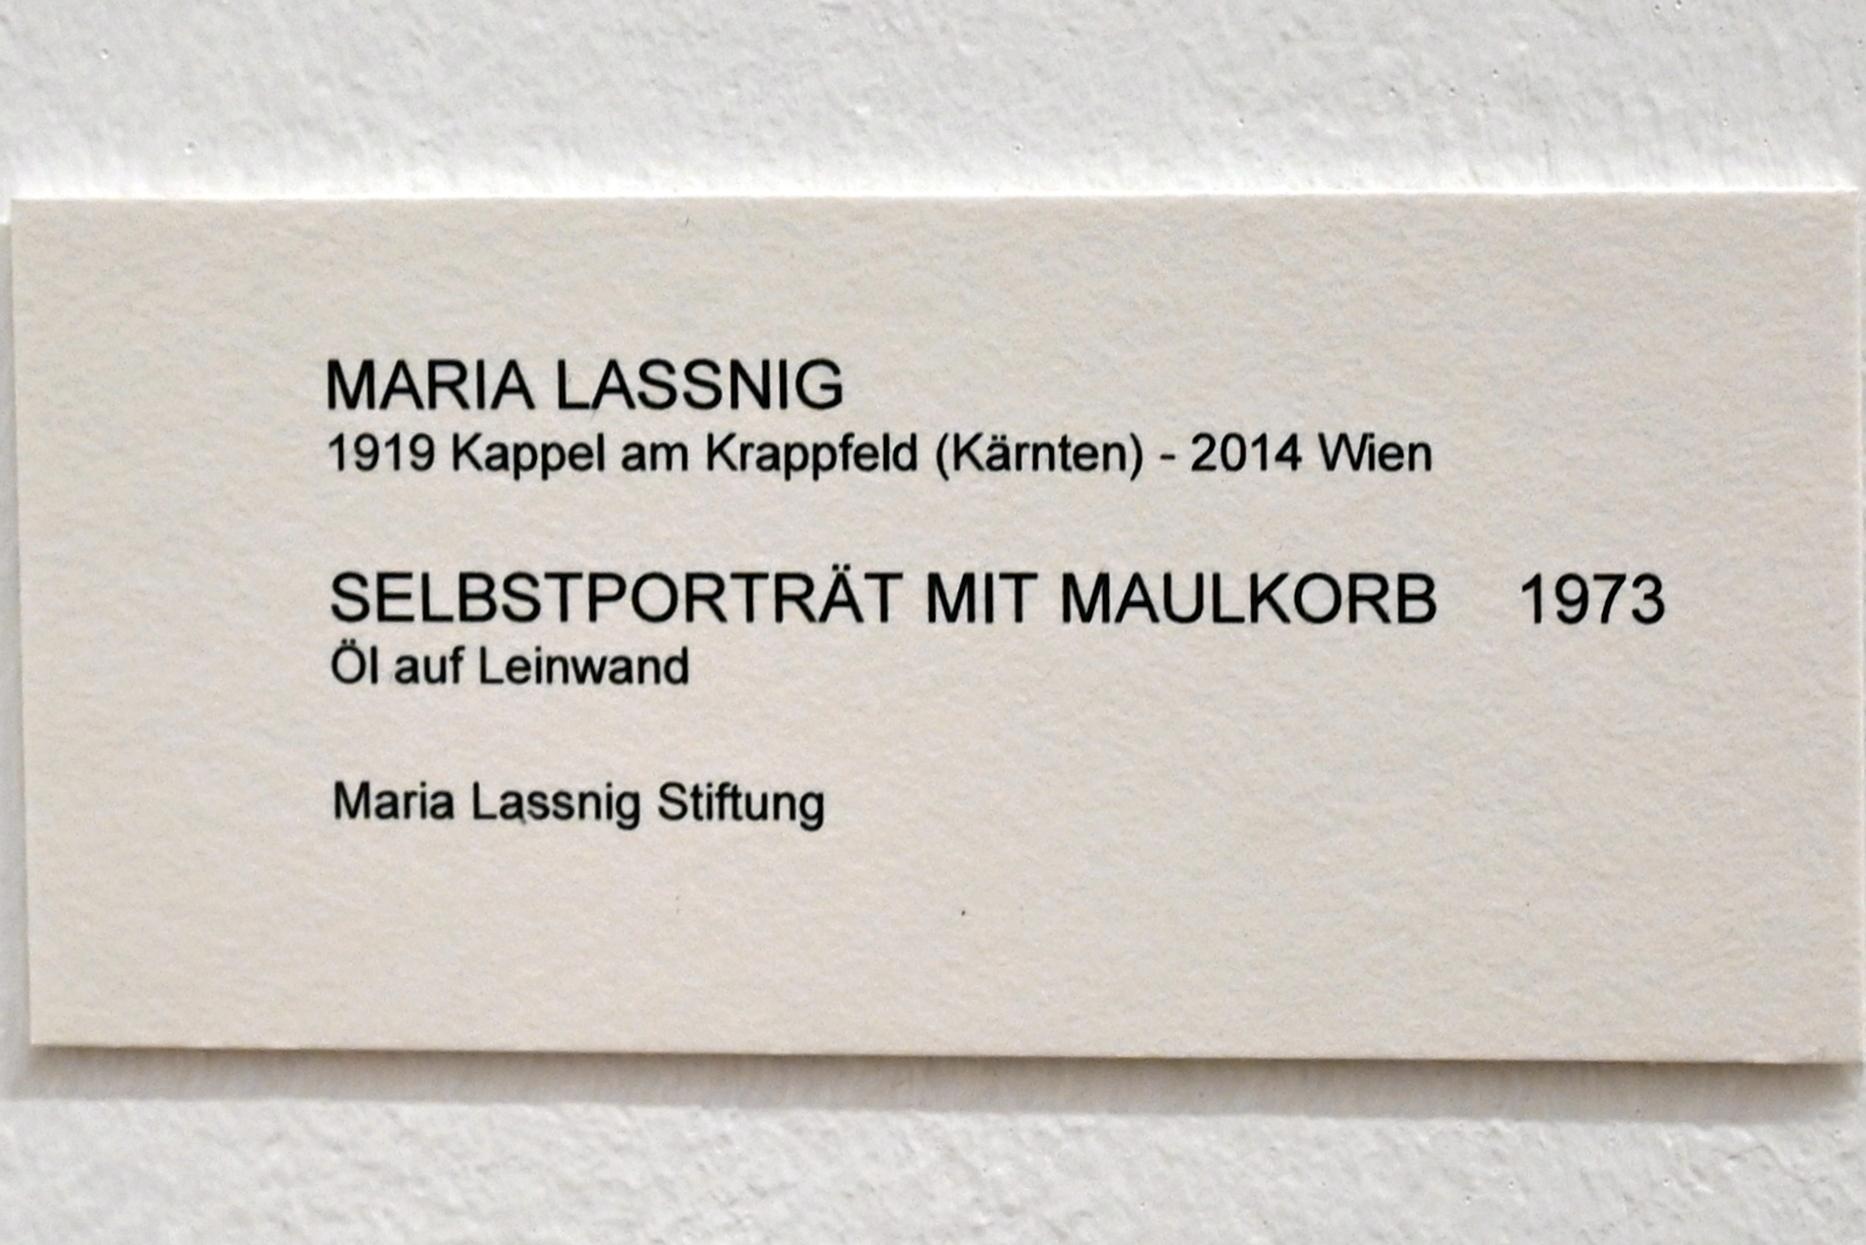 MARIA LASSNIG
1919 Kappel am Krappfeld (Kärnten) - 2014 Wien
SELBSTPORTRÄT MIT MAULKORB 1973
Öl auf Leinwand
Maria Lassnig Stiftung